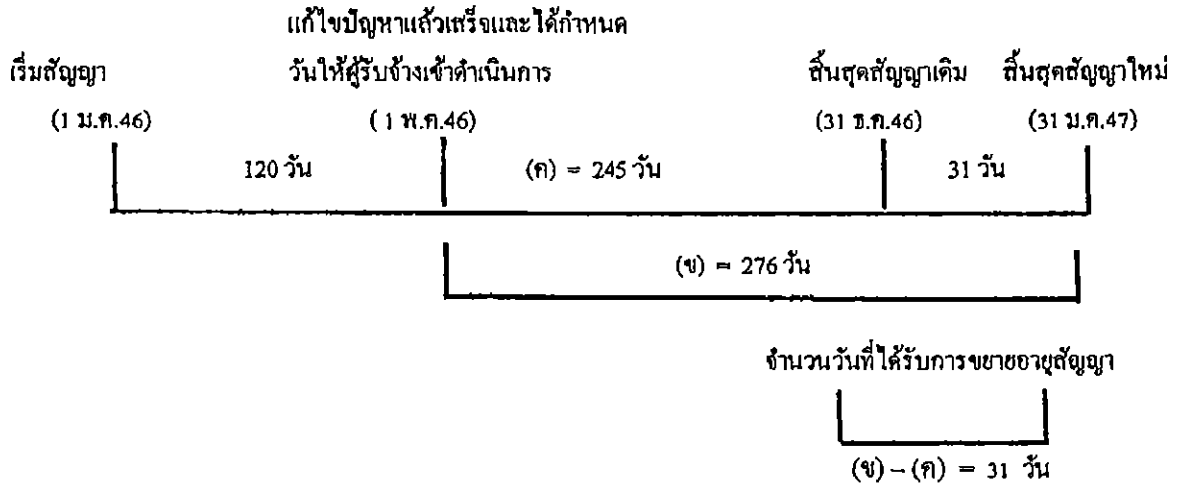 แก้ไขปัญหาแล้วเสร็จและได้กำหนด
เริ่มสัญญา วันให้ผู้รับจ้างเข้าดำเนินการ สิ้นสุดสัญญาเดิม สิ้นสุดสัญญาใหม่
(1 ม.ค.46) (1 พ.ค.46) (31 ธ.ค.46) (31 ม.ค.47)
120 วัน (ค) = 245 วัน 31 วัน
(ข) = 276 วัน
จำนวนวันที่ได้รับการขยายอายุสัญญา
(ข) – (ค) = 31 วัน